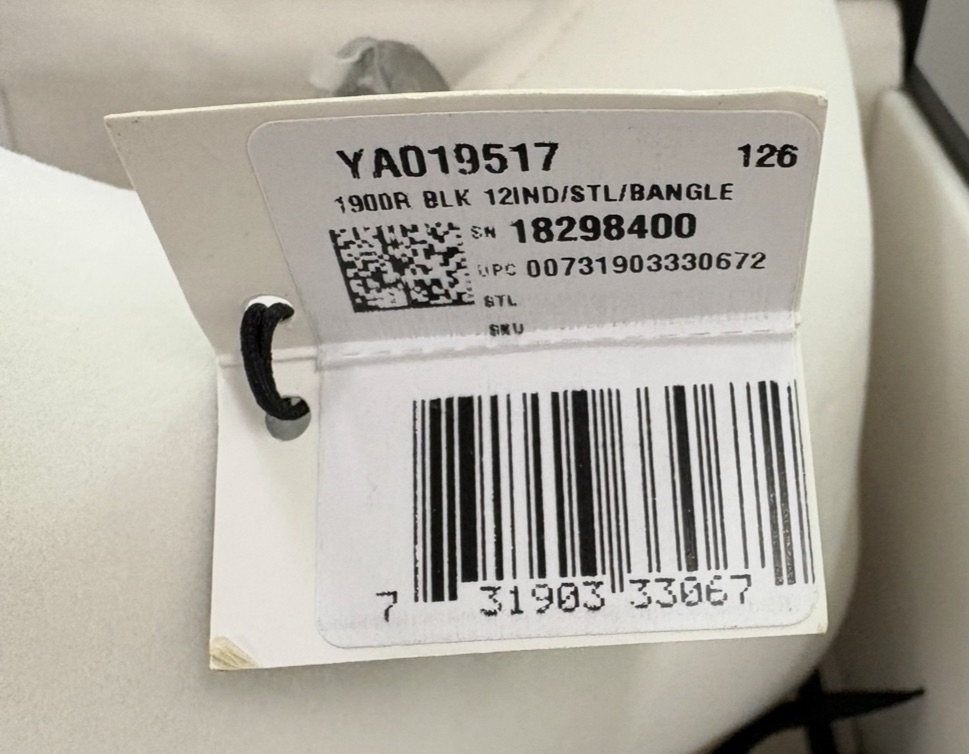 YA019517 126
1900R BLK 12IND/STL/BANGLE
SN 18298400
UPC 00731903330672
STL
SKU
7 31903 33067